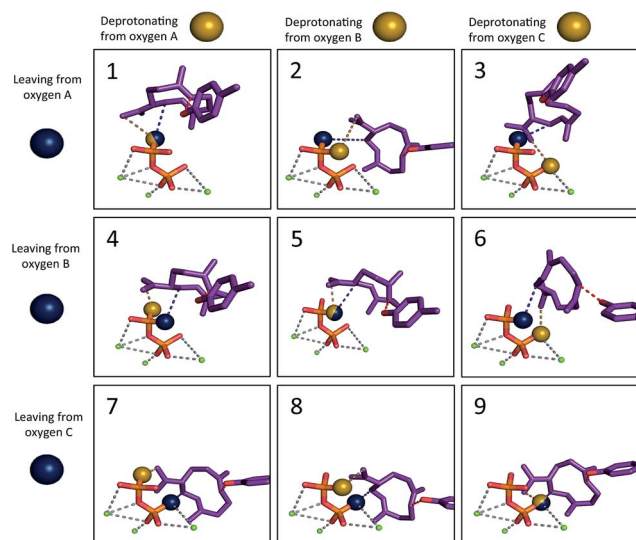 Deprotonating
from oxygen A
Deprotonating
from oxygen B
Deprotonating
from oxygen C
Leaving from
oxygen A
1
2
3
Leaving from
oxygen B
4
5
6
Leaving from
oxygen C
7
8
9